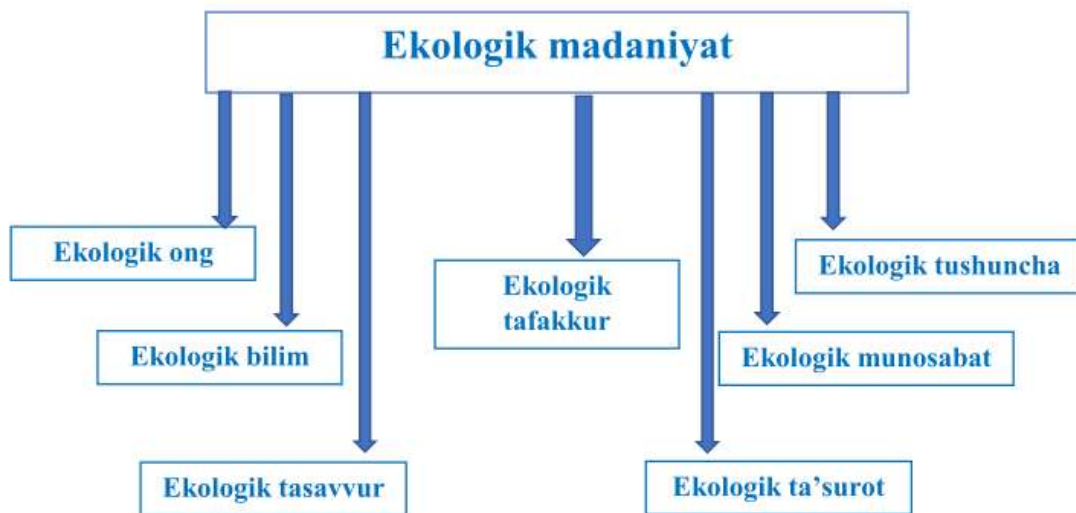 Ekologik madaniyat
Ekologik ong
Ekologik tushuncha
Ekologik
tafakkur
Ekologik bilim
Ekologik munosabat
Ekologik tasavvur
Ekologik ta’surot